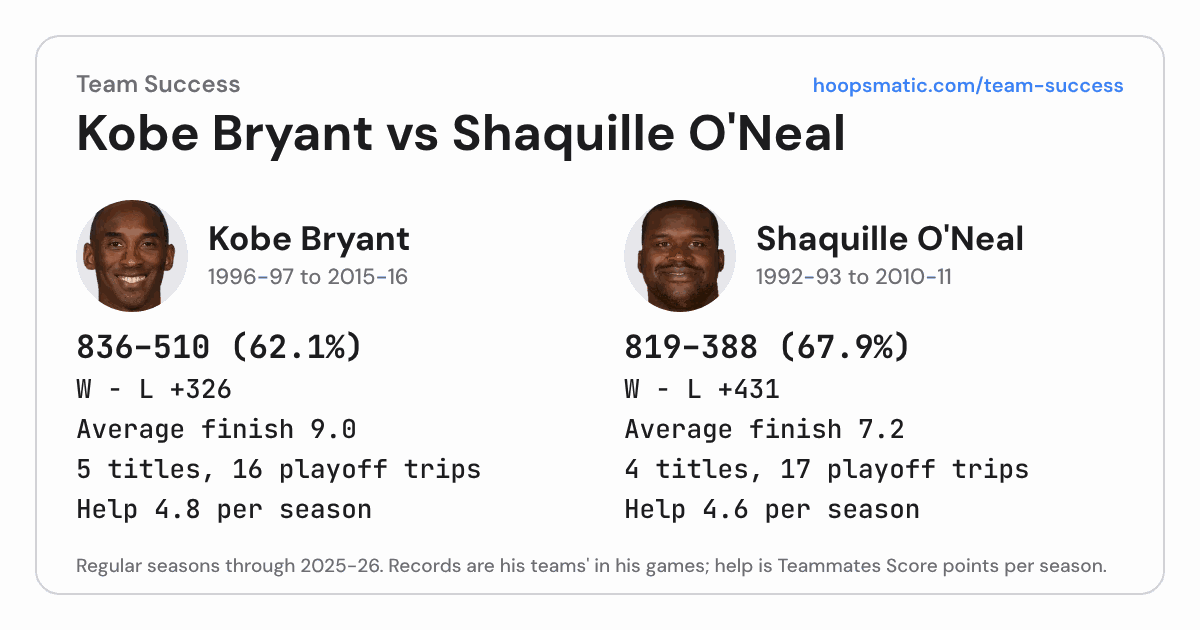 Team Success
hoopsmatic.com/team-success
Kobe Bryant vs Shaquille O'Neal
Kobe Bryant
1996-97 to 2015-16
836-510 (62.1%)
W - L +326
Average finish 9.0
5 titles, 16 playoff trips
Help 4.8 per season
Shaquille O'Neal
1992-93 to 2010-11
819-388 (67.9%)
W - L +431
Average finish 7.2
4 titles, 17 playoff trips
Help 4.6 per season
Regular seasons through 2025-26. Records are his teams' in his games; help is Teammates Score points per season.